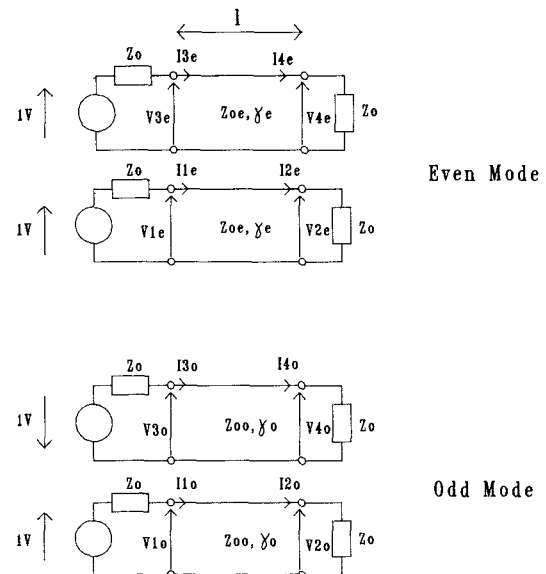 l
Zo I3e I4e
1V V3e Zoe, γe V4e Zo
Even Mode
Zo I1e I2e
1V V1e Zoe, γe V2e Zo
Zo I3o I4o
1V V3o Zoo, γo V4o Zo
Odd Mode
Zo I1o I2o
1V V1o Zoo, γo V2o Zo